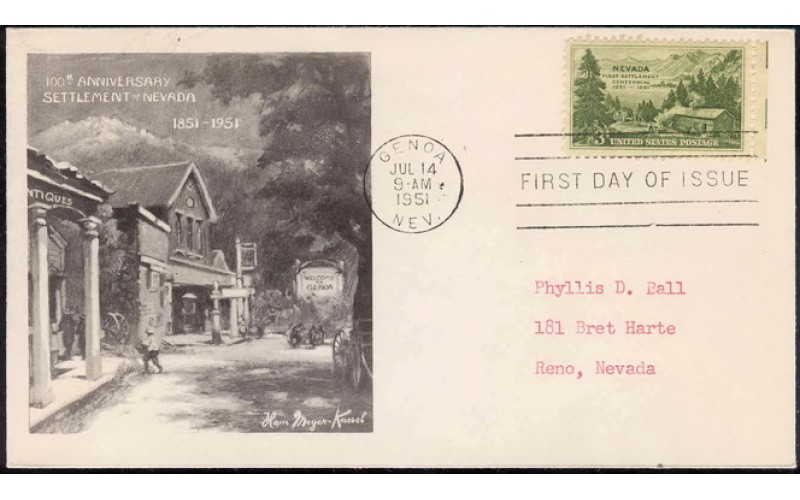 100TH ANNIVERSARY
SETTLEMENT OF NEVADA
1851-1951
ANTIQUES
WELCOME
TO
GENOA
Hans Meyer-Kassel
GENOA
JUL 14
9-AM
1951
NEV.
NEVADA
FIRST SETTLEMENT
CENTENNIAL
1851 - 1951
3¢ UNITED STATES POSTAGE
FIRST DAY OF ISSUE
Phyllis D. Ball
181 Bret Harte
Reno, Nevada